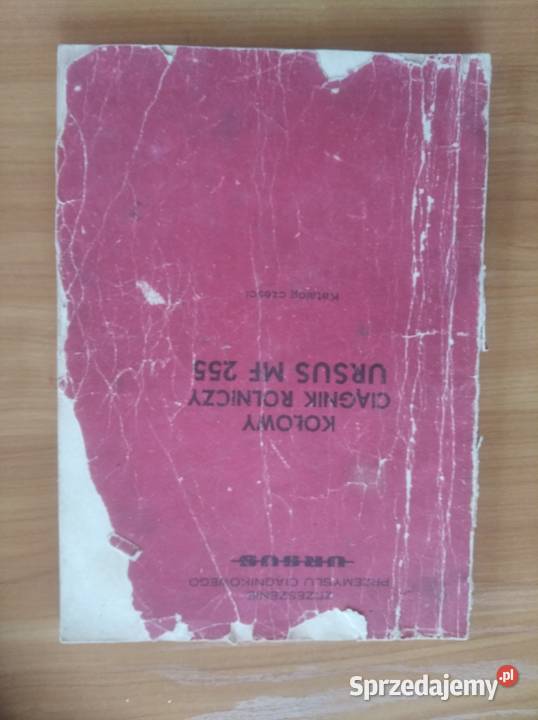 ZRZESZENIE
PRZEMYSŁU CIĄGNIKOWEGO
URSUS
KOŁOWY
CIĄGNIK ROLNICZY
URSUS MF 255
Katalog części
Sprzedajemy.pl